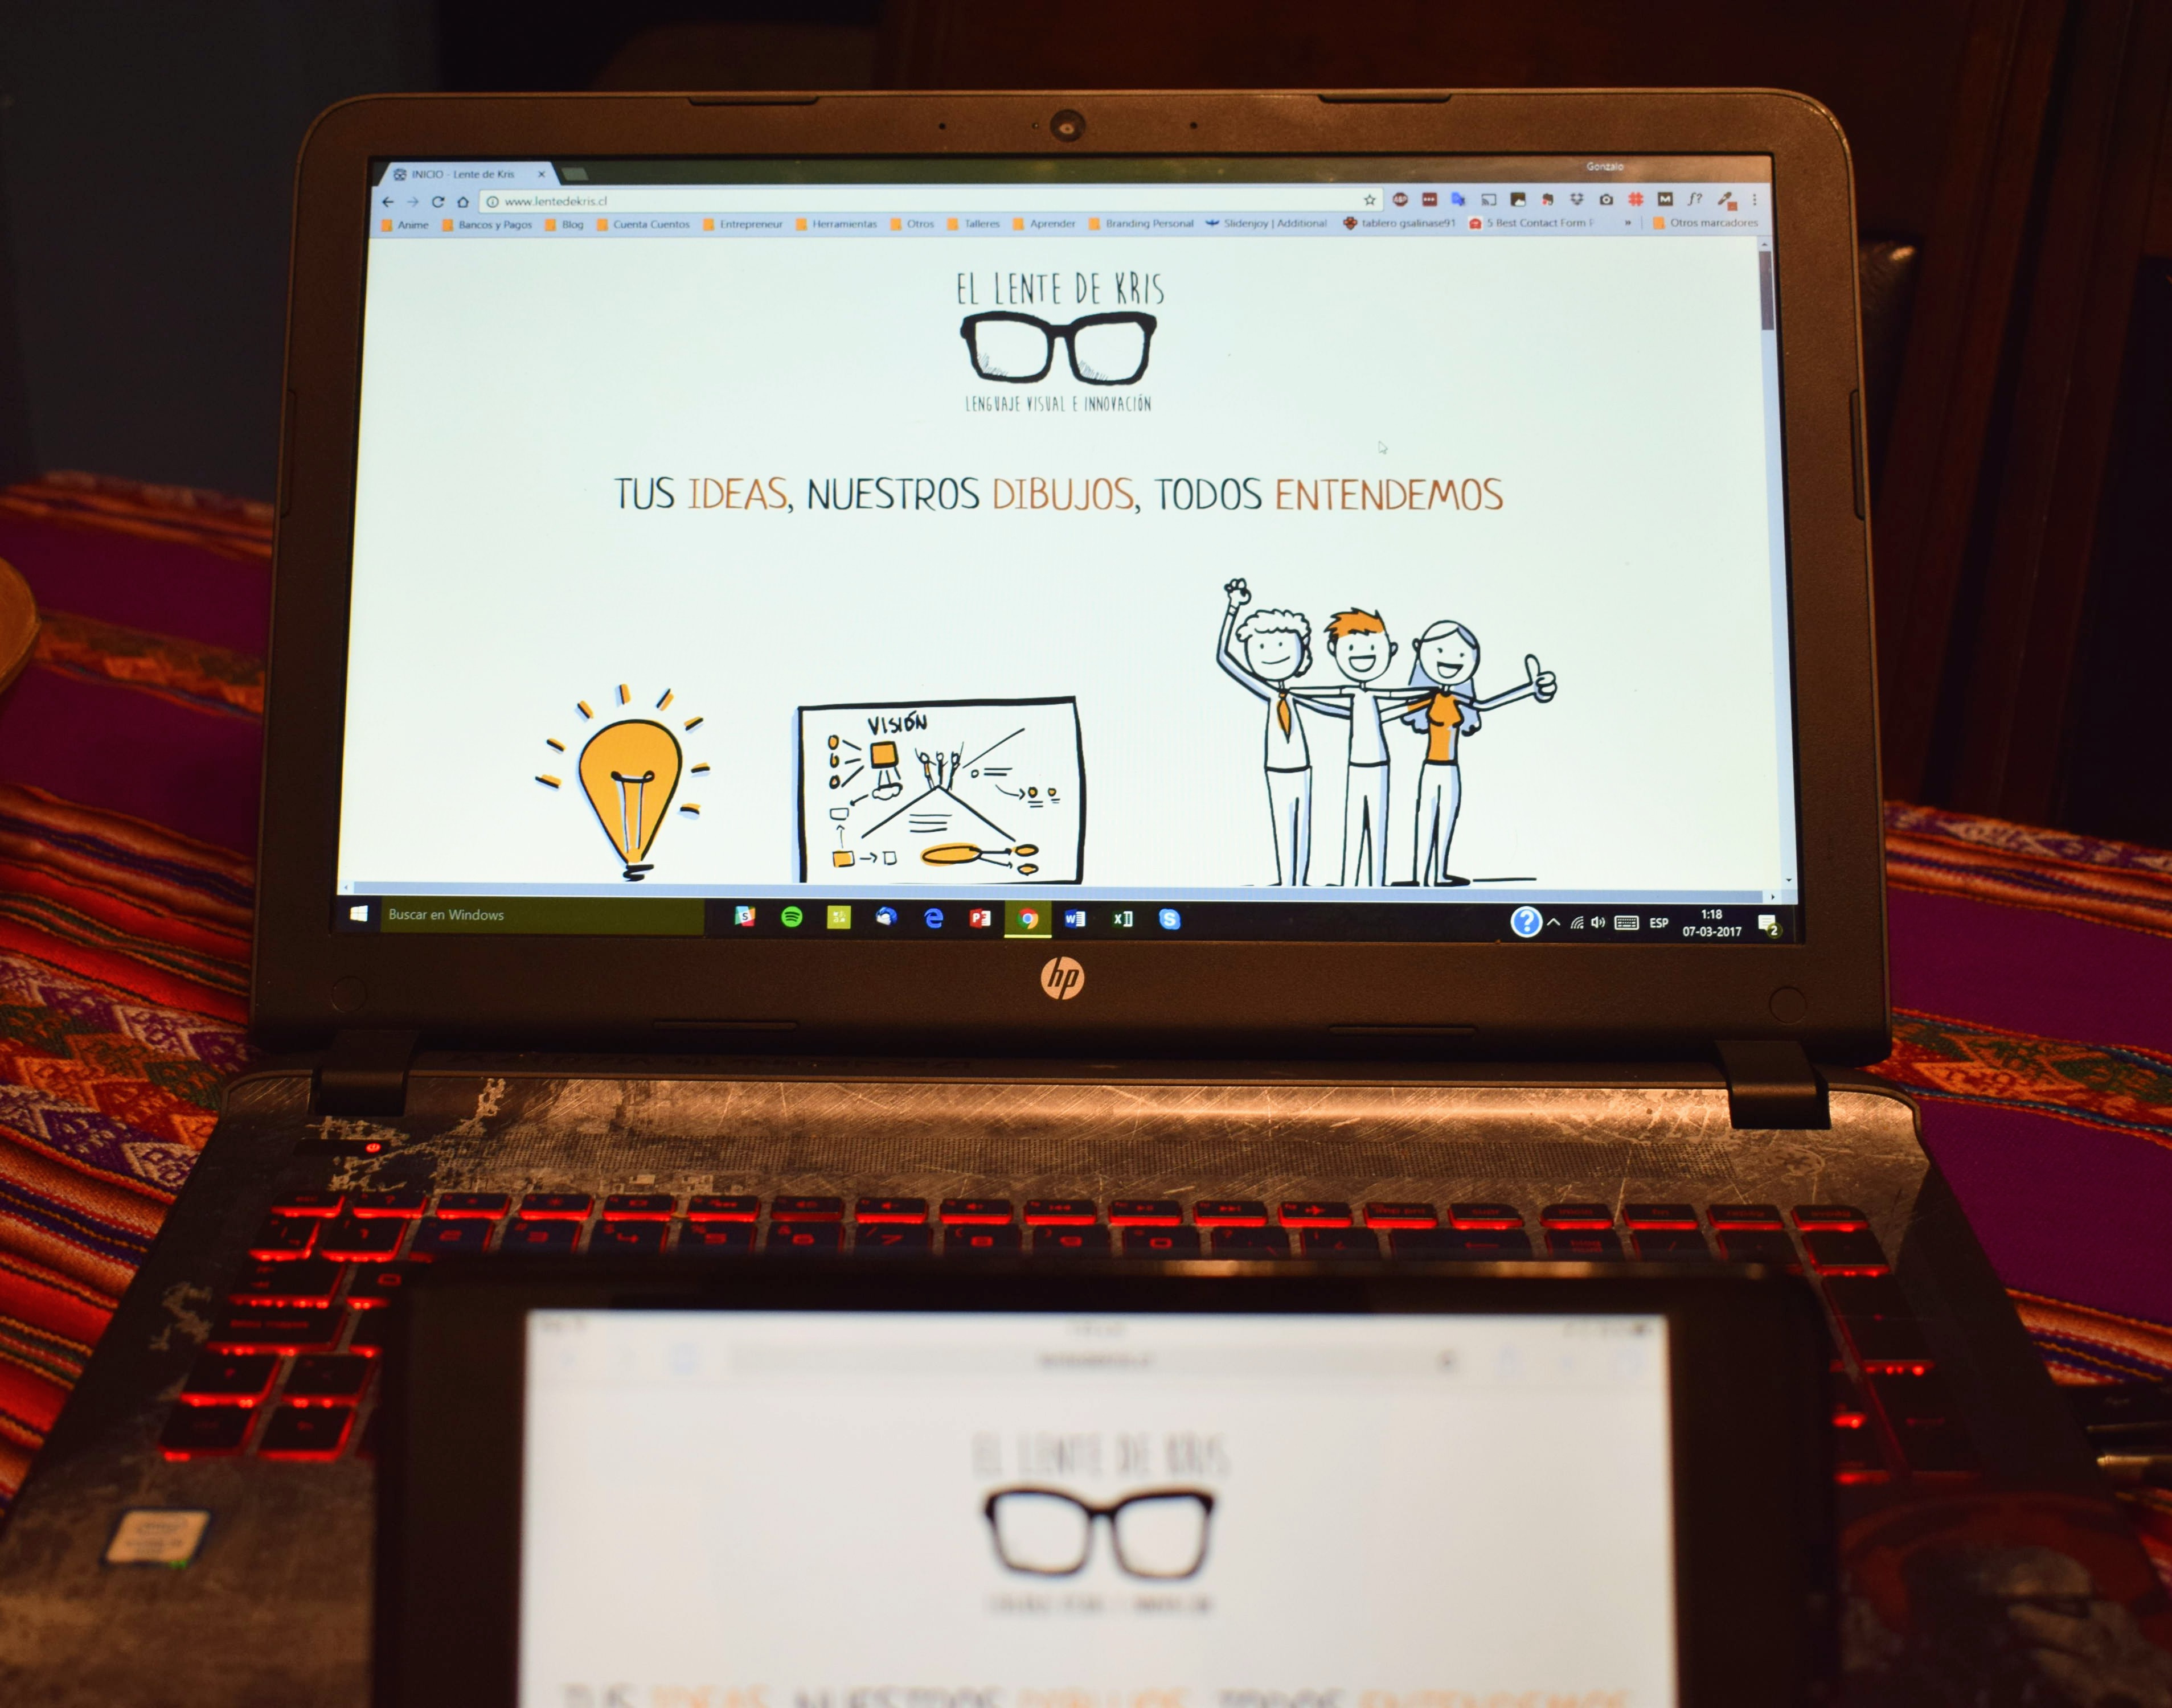 Gonzalo
INICIO - Lente de Kris
www.lentedekris.cl
Anime Bancos y Pagos Blog Cuenta Cuentos Entrepreneur Herramientas Otros Talleres Aprender Branding Personal Slidenjoy | Additional tablero gsalinase91 5 Best Contact Form » Otros marcadores
EL LENTE DE KRIS
LENGUAJE VISUAL E INNOVACIÓN
TUS IDEAS, NUESTROS DIBUJOS, TODOS ENTENDEMOS
VISIÓN
Buscar en Windows
ESP
1:18
07-03-2017
2
hp
EL LENTE DE KRIS
TUS IDEAS, NUESTROS DIBUJOS, TODOS ENTENDEMOS